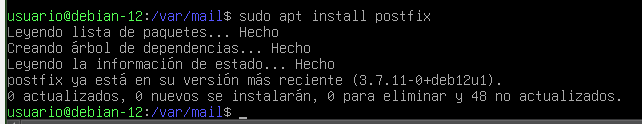 usuario@debian-12:/var/mail$ sudo apt install postfix
Leyendo lista de paquetes... Hecho
Creando árbol de dependencias... Hecho
Leyendo la información de estado... Hecho
postfix ya está en su versión más reciente (3.7.11-0+deb12u1).
0 actualizados, 0 nuevos se instalarán, 0 para eliminar y 48 no actualizados.
usuario@debian-12:/var/mail$ _